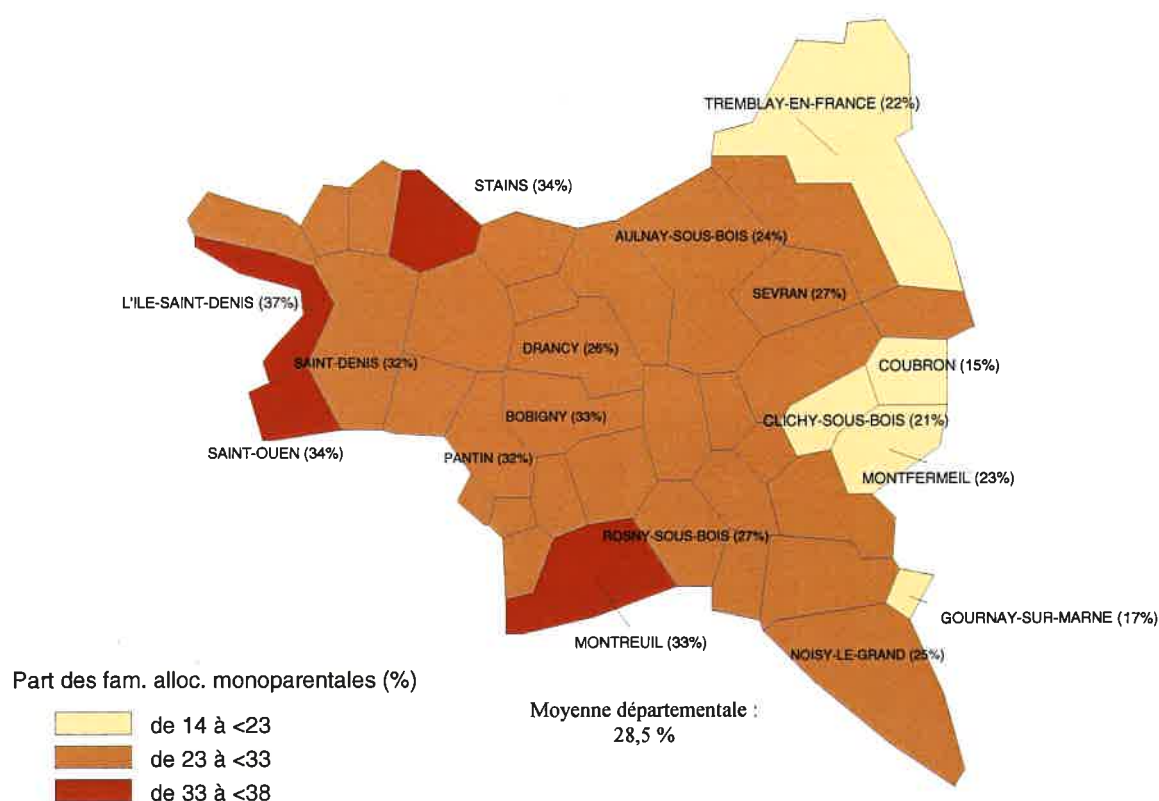 TREMBLAY-EN-FRANCE (22%)
STAINS (34%)
AULNAY-SOUS-BOIS (24%)
SEVRAN (27%)
L'ILE-SAINT-DENIS (37%)
DRANCY (26%)
SAINT-DENIS (32%)
COUBRON (15%)
BOBIGNY (33%)
CLICHY-SOUS-BOIS (21%)
SAINT-OUEN (34%)
PANTIN (32%)
MONTFERMEIL (23%)
ROSNY-SOUS-BOIS (27%)
GOURNAY-SUR-MARNE (17%)
MONTREUIL (33%)
NOISY-LE-GRAND (25%)
Part des fam. alloc. monoparentales (%)
de 14 à <23
de 23 à <33
de 33 à <38
Moyenne départementale :
28,5 %